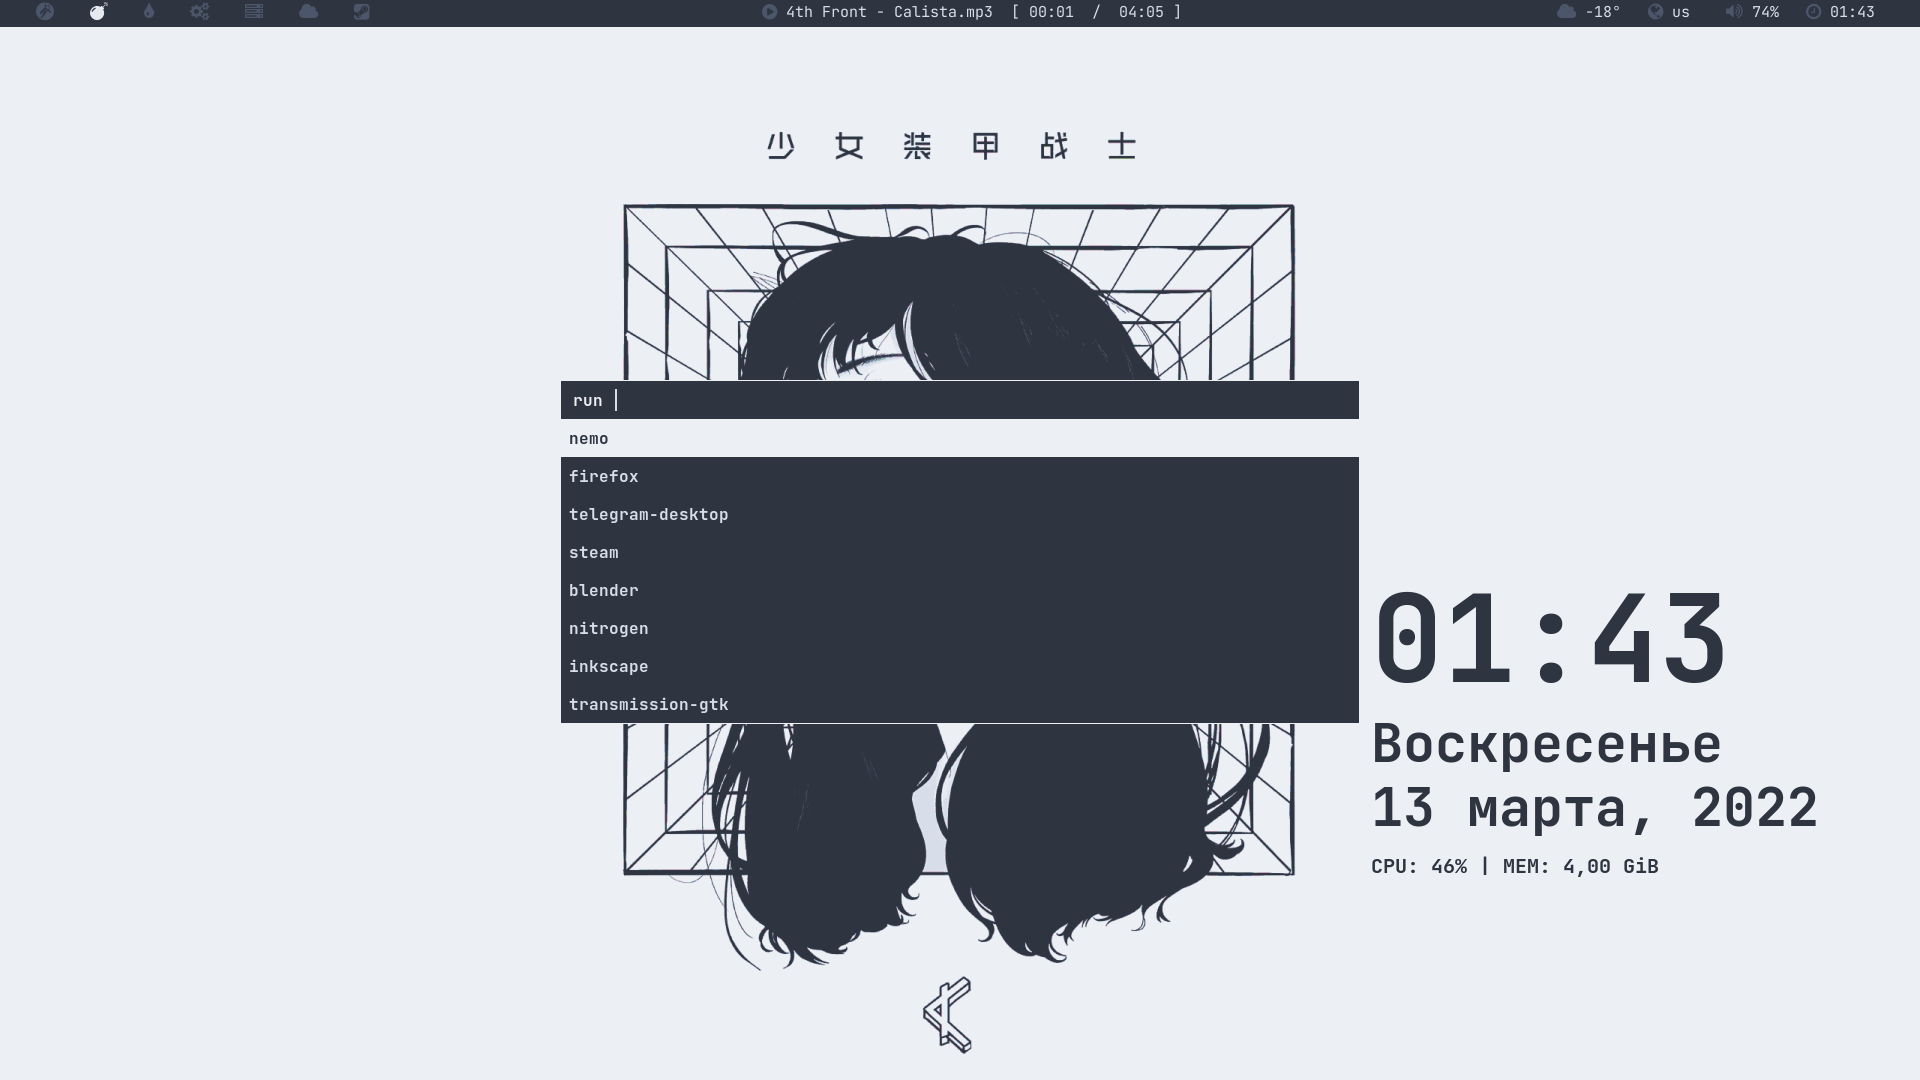 4th Front - Calista.mp3 [ 00:01 / 04:05 ]
-18° us 74% 01:43
少女装甲战士
run
nemo
firefox
telegram-desktop
steam
blender
nitrogen
inkscape
transmission-gtk
01:43
Воскресенье
13 марта, 2022
CPU: 46% | MEM: 4,00 GiB